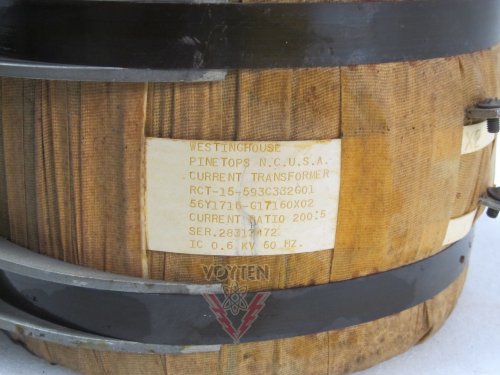 WESTINGHOUSE
PINETOPS N.C.U.S.A.
CURRENT TRANSFORMER
RCT-15-593C332G01
56Y1716-G17160X02
CURRENT RATIO 200:5
IC 0.6 KV 60 HZ.
VOYTEN